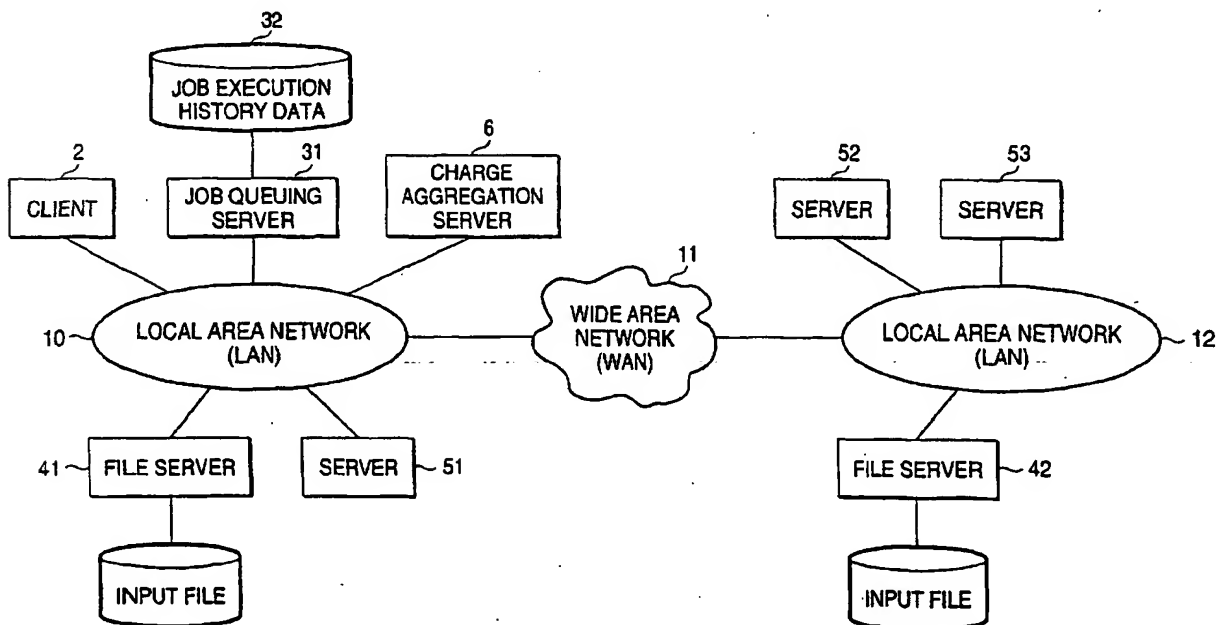 32
JOB EXECUTION
HISTORY DATA
2
CLIENT
31
JOB QUEUING
SERVER
6
CHARGE
AGGREGATION
SERVER
52
SERVER
53
SERVER
10
LOCAL AREA NETWORK
(LAN)
11
WIDE AREA
NETWORK
(WAN)
LOCAL AREA NETWORK
(LAN)
12
41
FILE SERVER
SERVER
51
FILE SERVER
42
INPUT FILE
INPUT FILE